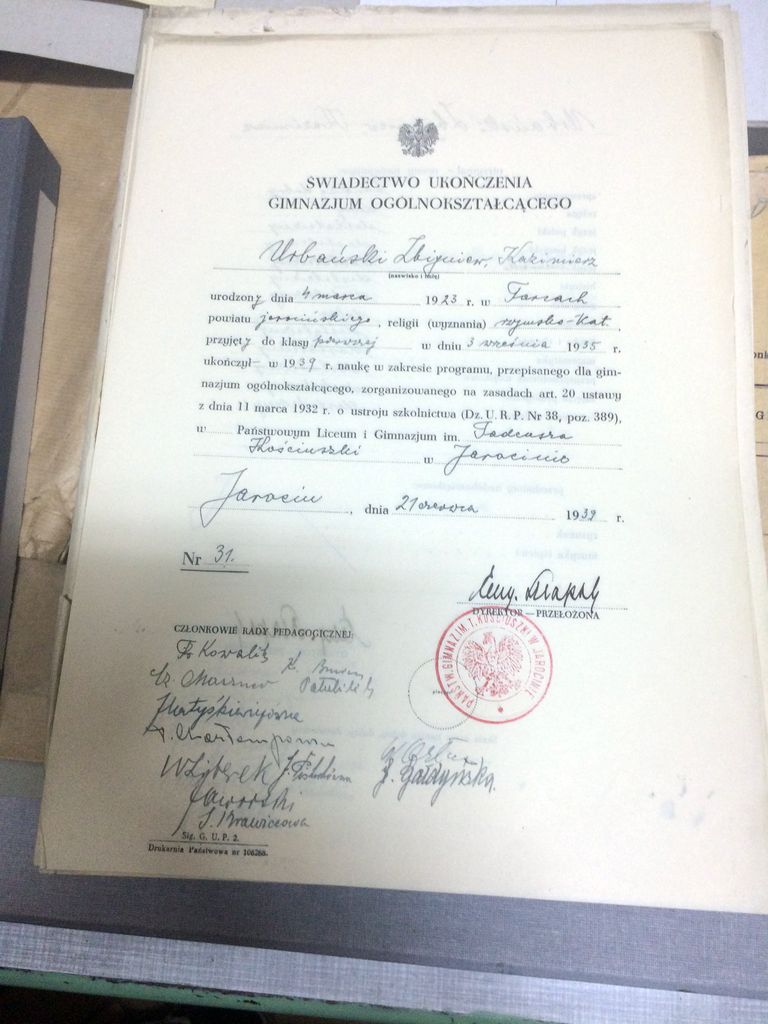 ŚWIADECTWO UKOŃCZENIA
GIMNAZJUM OGÓLNOKSZTAŁCĄCEGO
Urbański Zbigniew, Kazimierz
(nazwisko i imię)
urodzony dnia 4 marca 1923 r. w Tarcach
powiatu jarocińskiego, religii (wyznania) rzymsko-kat.,
przyjęty do klasy pierwszej w dniu 3 września 1935 r.
ukończył w 1939 r. naukę w zakresie programu, przepisanego dla gim-
nazjum ogólnokształcącego, zorganizowanego na zasadach art. 20 ustawy
z dnia 11 marca 1932 r. o ustroju szkolnictwa (Dz. U. R. P. Nr 38, poz. 389),
w Państwowym Liceum i Gimnazjum im. Tadeusza
Kościuszki w Jarocinie
Jarocin, dnia 21 czerwca 1939 r.
Nr 31.
DYREKTOR — PRZEŁOŻONA
CZŁONKOWIE RADY PEDAGOGICZNEJ:
PAŃSTW. GIMNAZJUM T. KOŚCIUSZKI W JAROCINIE
Fr Kowalik
Jaworski
Sig. G. U. P. 2.
Drukarnia Państwowa nr 106268.